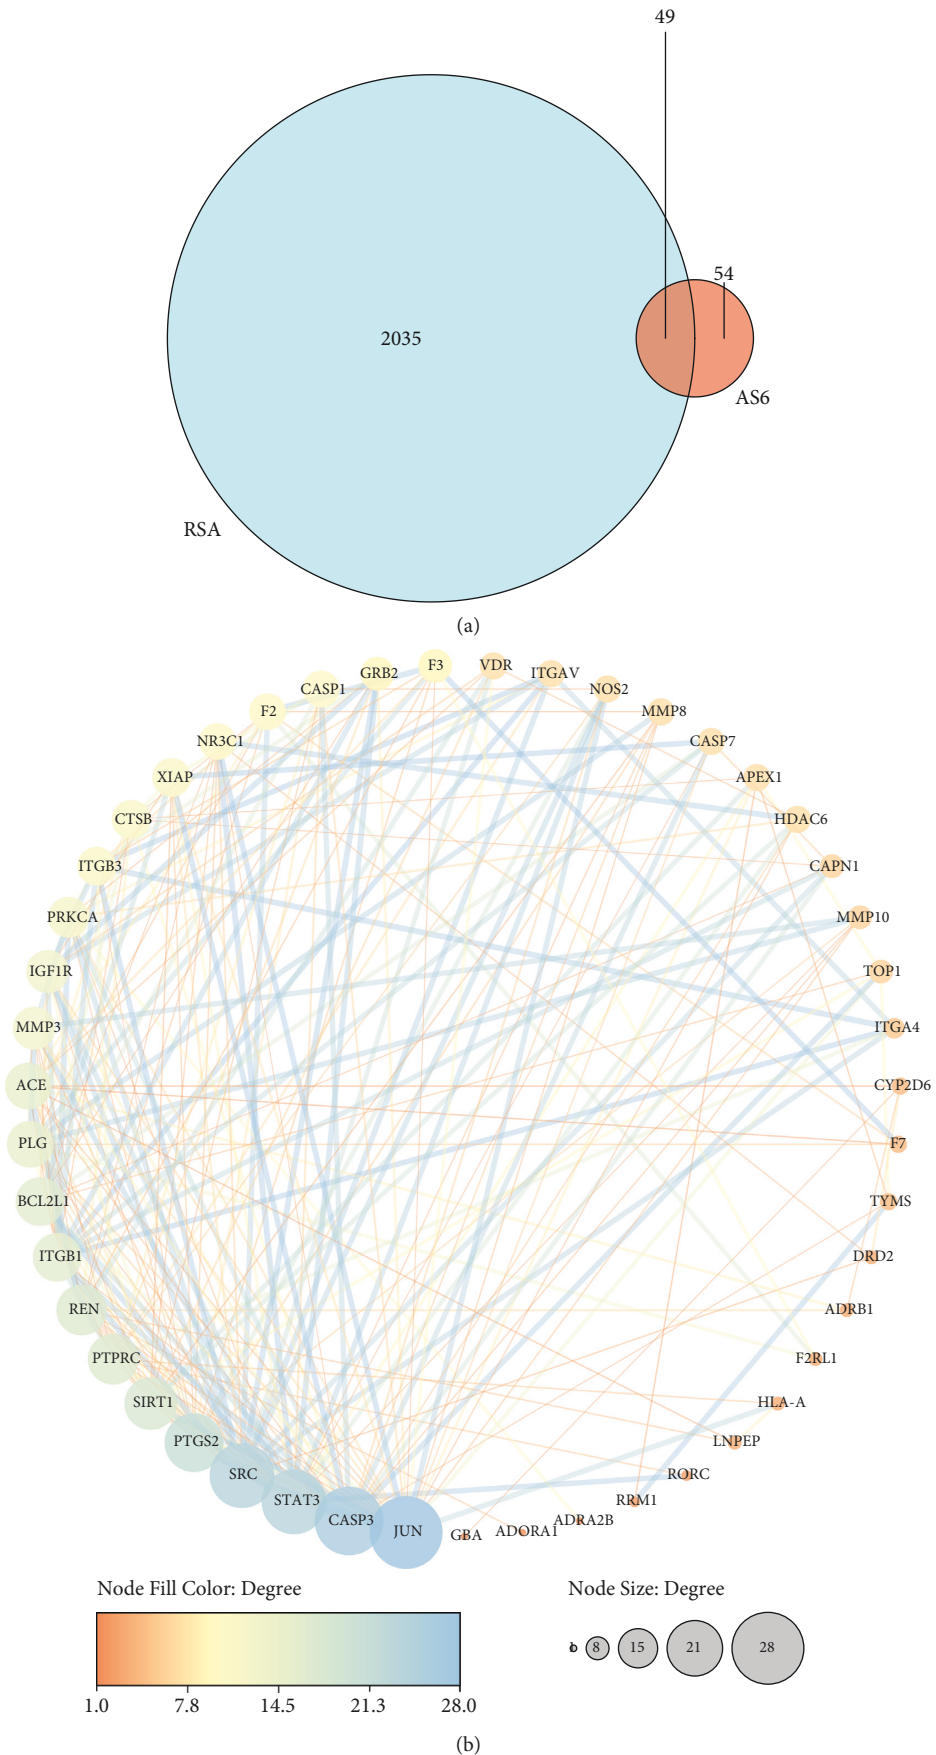 49
54
2035
AS6
RSA
(a)
F3
VDR
GRB2
ITGAV
CASP1
NOS2
F2
MMP8
NR3C1
CASP7
XIAP
APEX1
CTSB
HDAC6
ITGB3
CAPN1
PRKCA
MMP10
IGF1R
TOP1
MMP3
ITGA4
ACE
CYP2D6
PLG
F7
BCL2L1
TYMS
ITGB1
DRD2
REN
ADRB1
PTPRC
F2RL1
SIRT1
HLA-A
PTGS2
LNPEP
SRC
RORC
STAT3
RRM1
CASP3
ADRA2B
JUN
GBA
ADORA1
Node Fill Color: Degree
Node Size: Degree
1 8 15 21 28
1.0 7.8 14.5 21.3 28.0
(b)